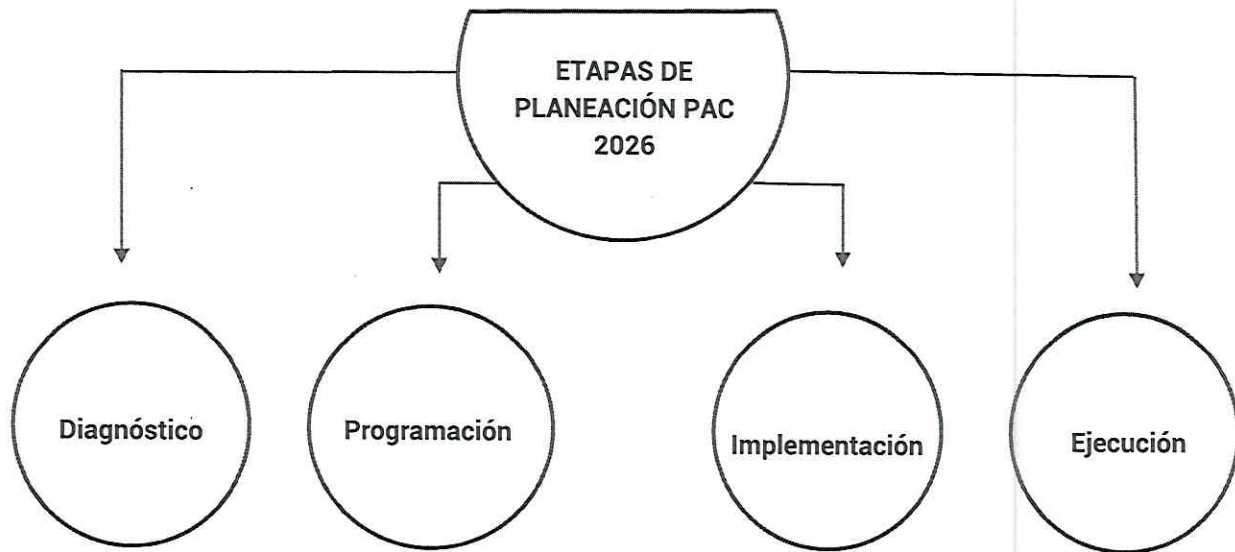 ETAPAS DE
PLANEACIÓN PAC
2026
Diagnóstico
Programación
Implementación
Ejecución